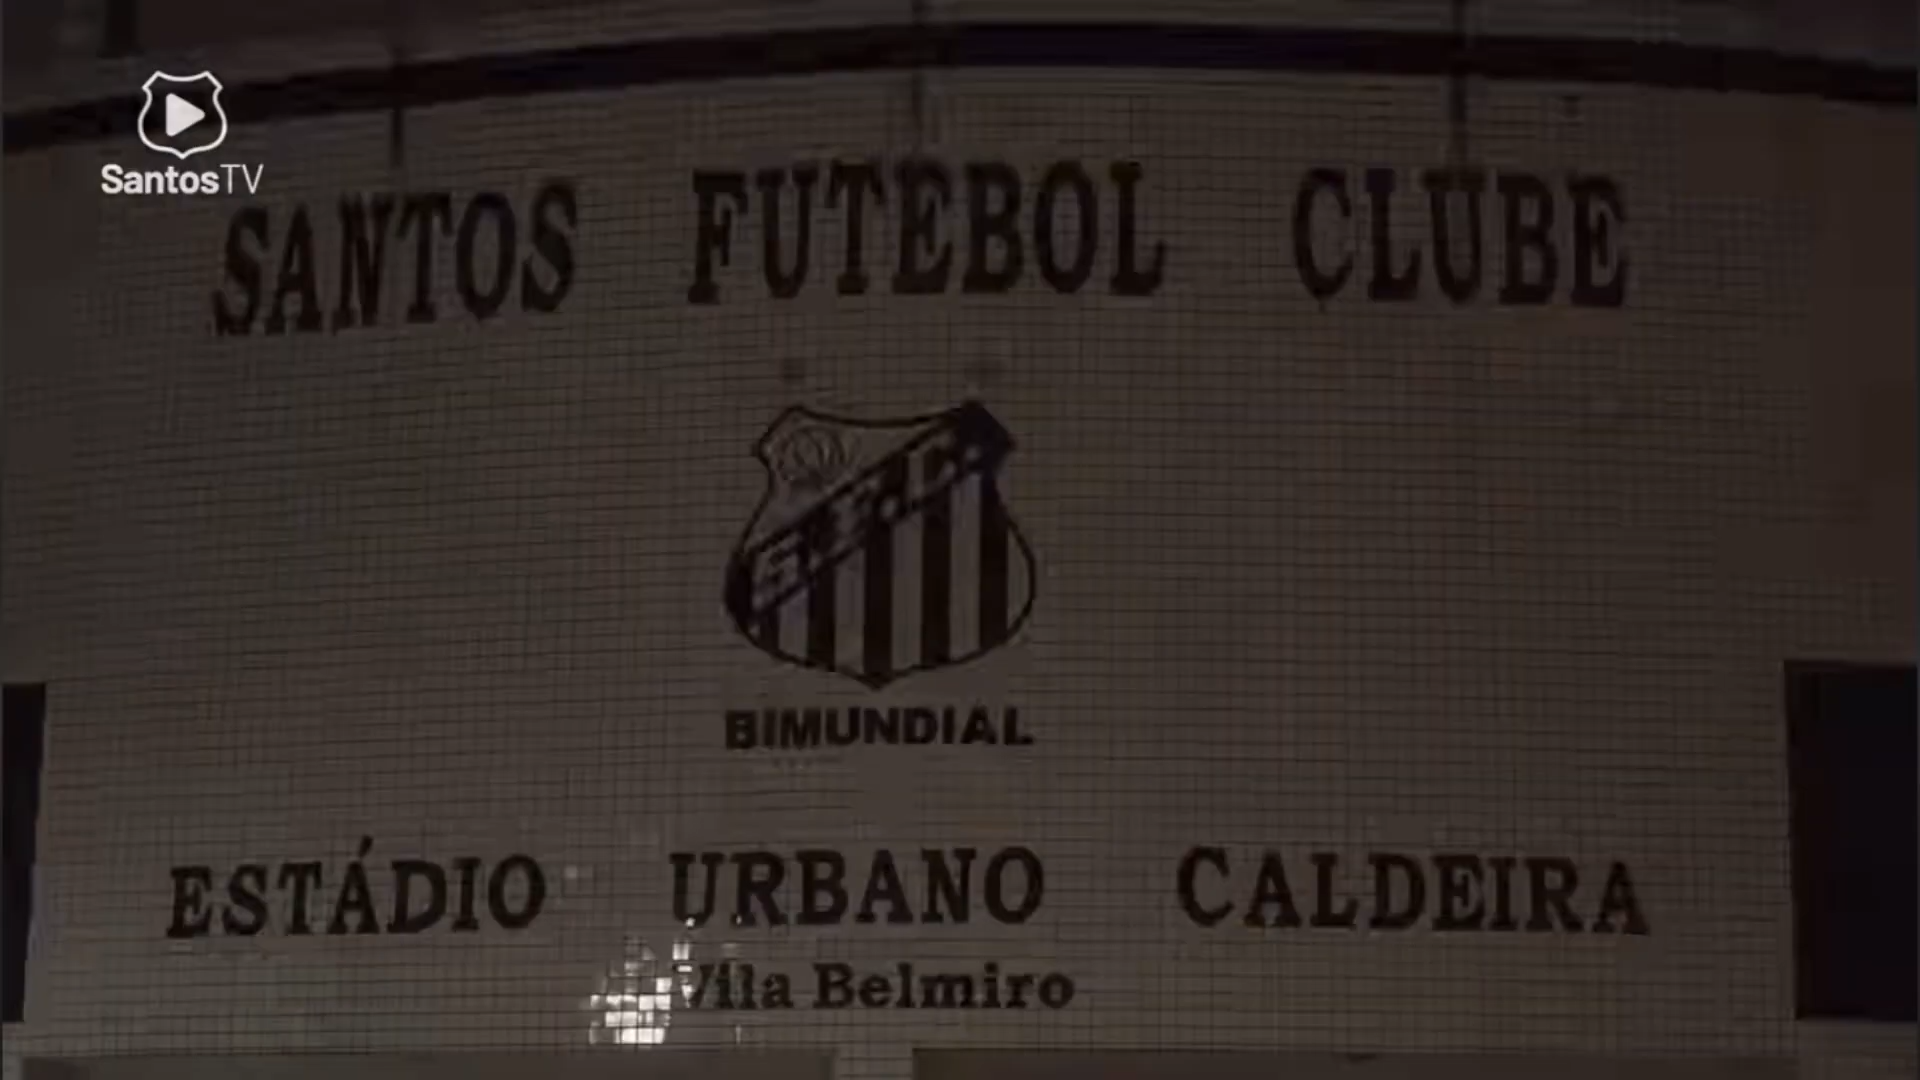 SantosTV
SANTOS FUTEBOL CLUBE
S.F.C.
BIMUNDIAL
ESTÁDIO URBANO CALDEIRA
Vila Belmiro